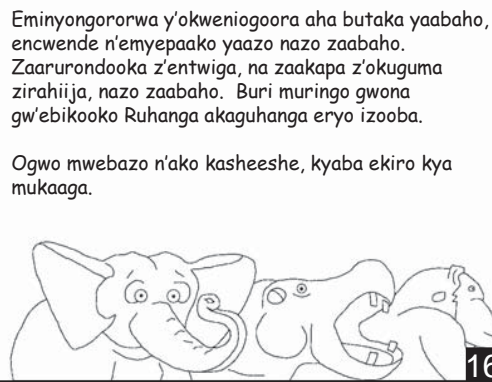 Eminyongororwa y'okweniogoora aha butaka yaabaho,
encwende n'emyepaako yaazo nazo zaabaho.
Zaarurondooka z'entwiga, na zaakapa z'okuguma
zirahiija, nazo zaabaho. Buri muringo gwona
gw'ebikooko Ruhanga akaguhanga eryo izooba.
Ogwo mwebazo n'ako kasheeshe, kyaba ekiro kya
mukaaga.
16